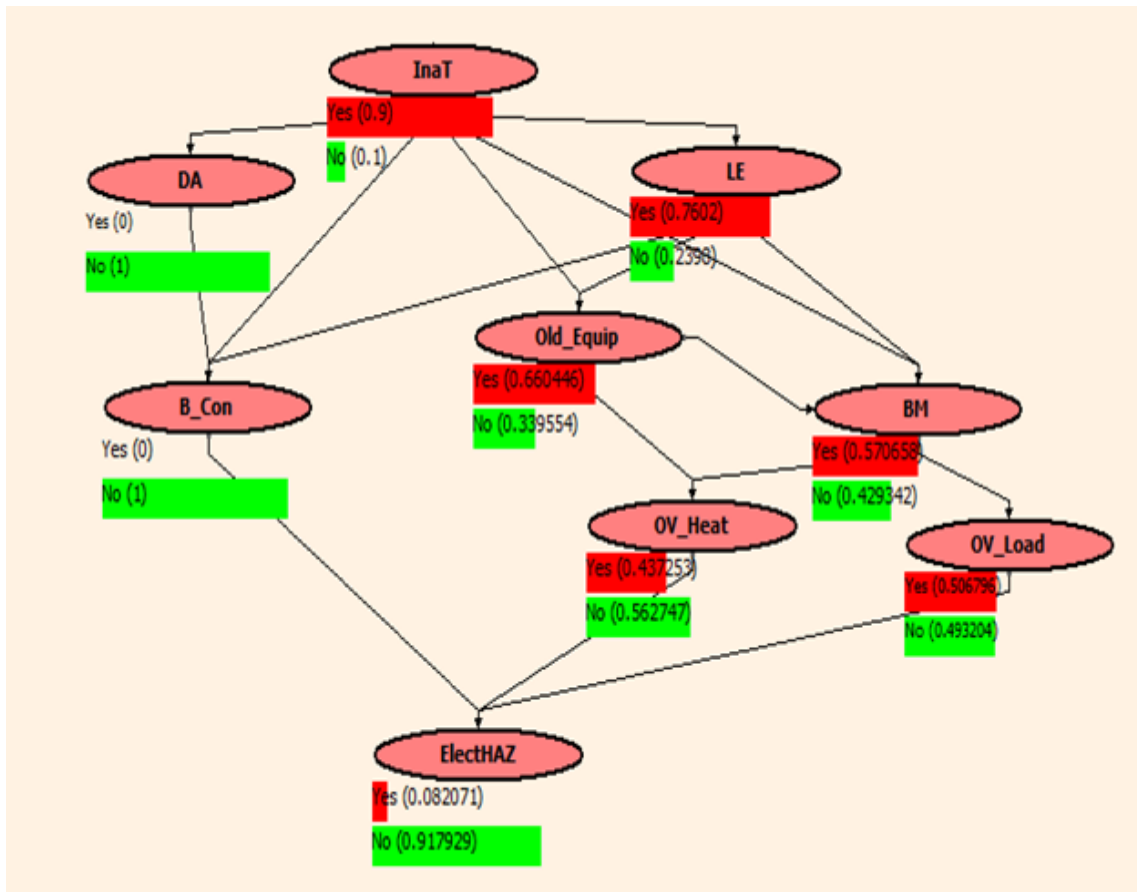 InaT
Yes (0.9)
No (0.1)
DA
Yes (0)
No (1)
LE
Yes (0.7602)
No (0.2398)
Old_Equip
Yes (0.660446)
No (0.339554)
B_Con
Yes (0)
No (1)
BM
Yes (0.570658)
No (0.429342)
OV_Heat
Yes (0.437253)
No (0.562747)
OV_Load
Yes (0.506796)
No (0.493204)
ElectHAZ
Yes (0.082071)
No (0.917929)